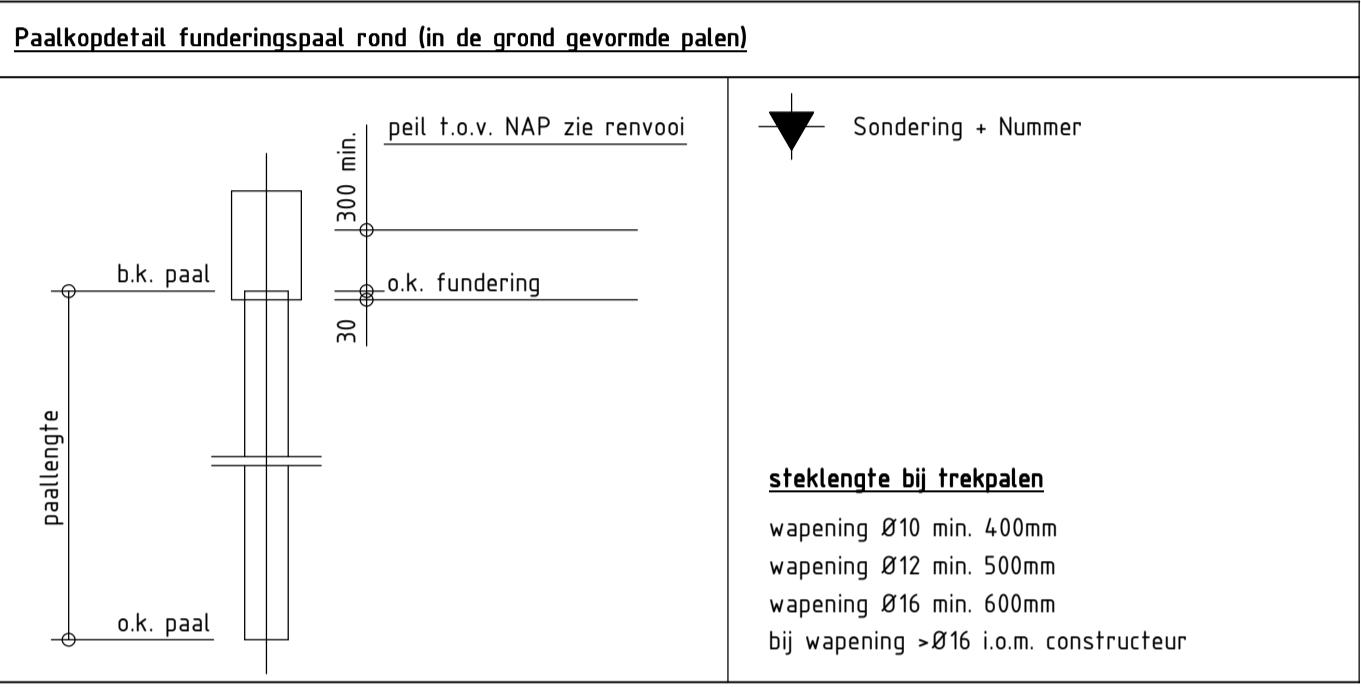 Paalkopdetail funderingspaal rond (in de grond gevormde palen)
peil t.o.v. NAP zie renvooi
300 min.
b.k. paal
o.k. fundering
30
paallengte
o.k. paal
Sondering + Nummer
steklengte bij trekpalen
wapening Ø10 min. 400mm
wapening Ø12 min. 500mm
wapening Ø16 min. 600mm
bij wapening >Ø16 i.o.m. constructeur